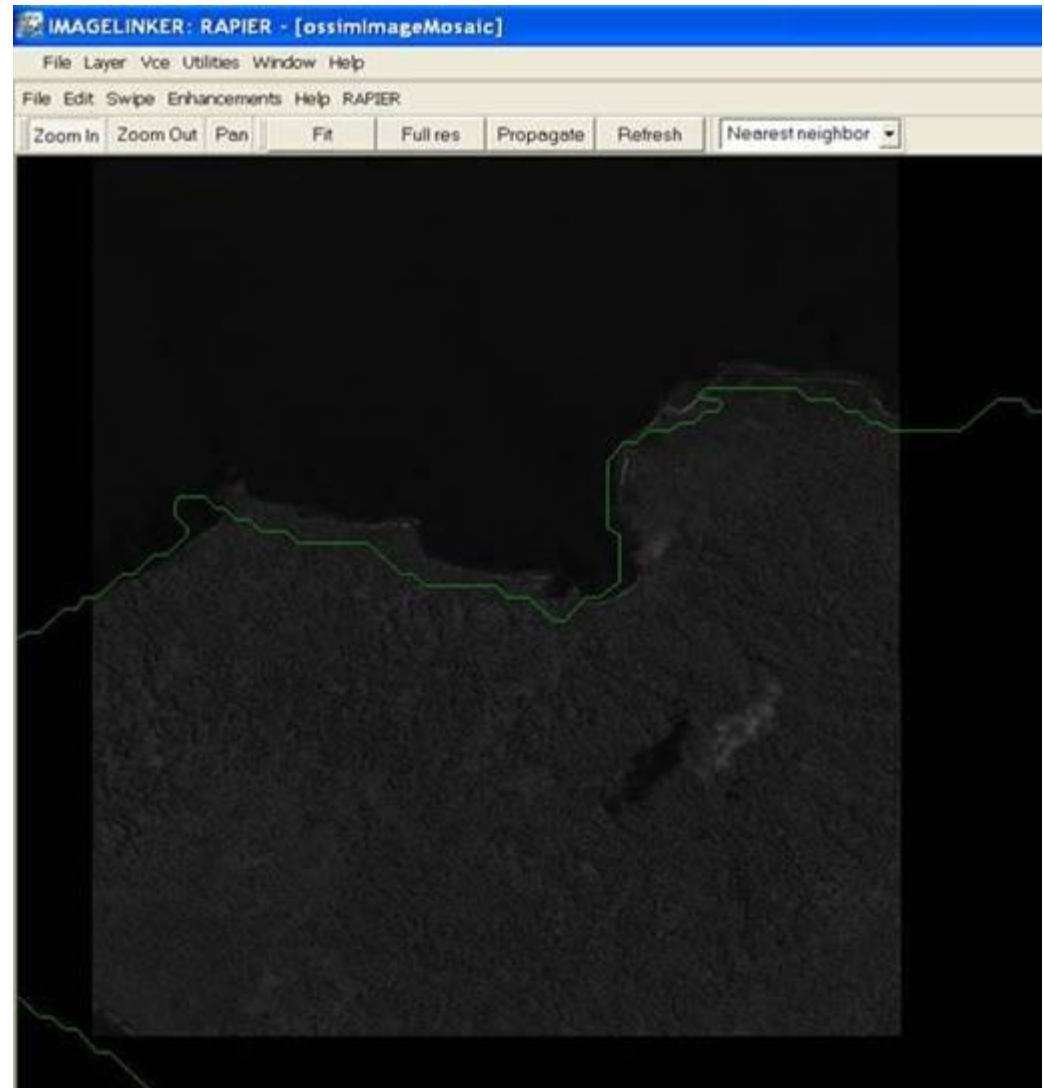 IMAGELINKER: RAPIER - [ossimImageMosaic]
File Layer Vce Utilities Window Help
File Edit Swipe Enhancements Help RAPIER
Zoom In Zoom Out Pan Fit Full res Propagate Refresh Nearest neighbor